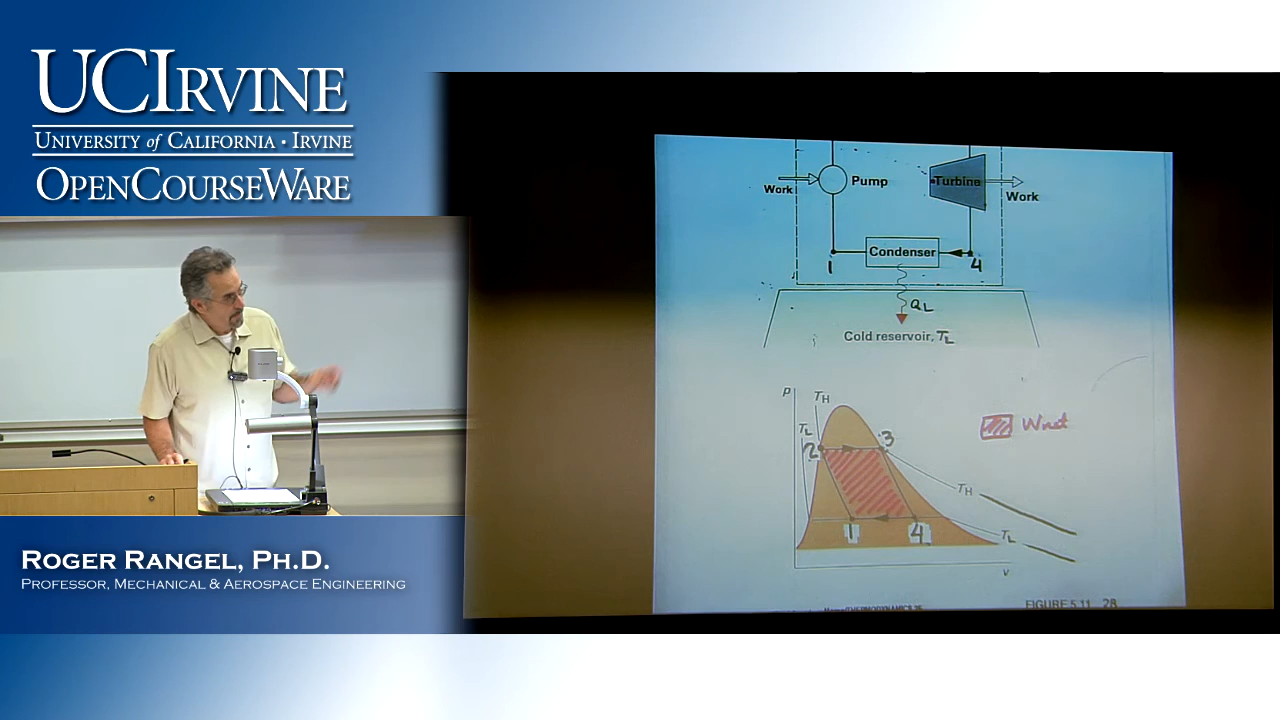 UCIRVINE
UNIVERSITY of CALIFORNIA · IRVINE
OPENCOURSEWARE
Work
Pump
Turbine
Work
1
Condenser
4
QL
Cold reservoir, TL
P
TH
TL
2
3
Wnet
TH
1
4
TL
v
FIGURE 5.11 28
ROGER RANGEL, PH.D.
PROFESSOR, MECHANICAL & AEROSPACE ENGINEERING